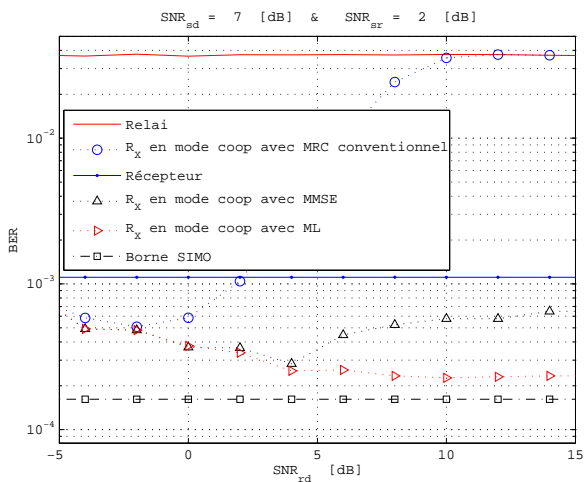 SNR_sd = 7 [dB] & SNR_sr = 2 [dB]
BER
10^-2
10^-3
10^-4
Relai
R_X en mode coop avec MRC conventionnel
Récepteur
R_X en mode coop avec MMSE
R_X en mode coop avec ML
Borne SIMO
-5 0 5 10 15
SNR_rd [dB]